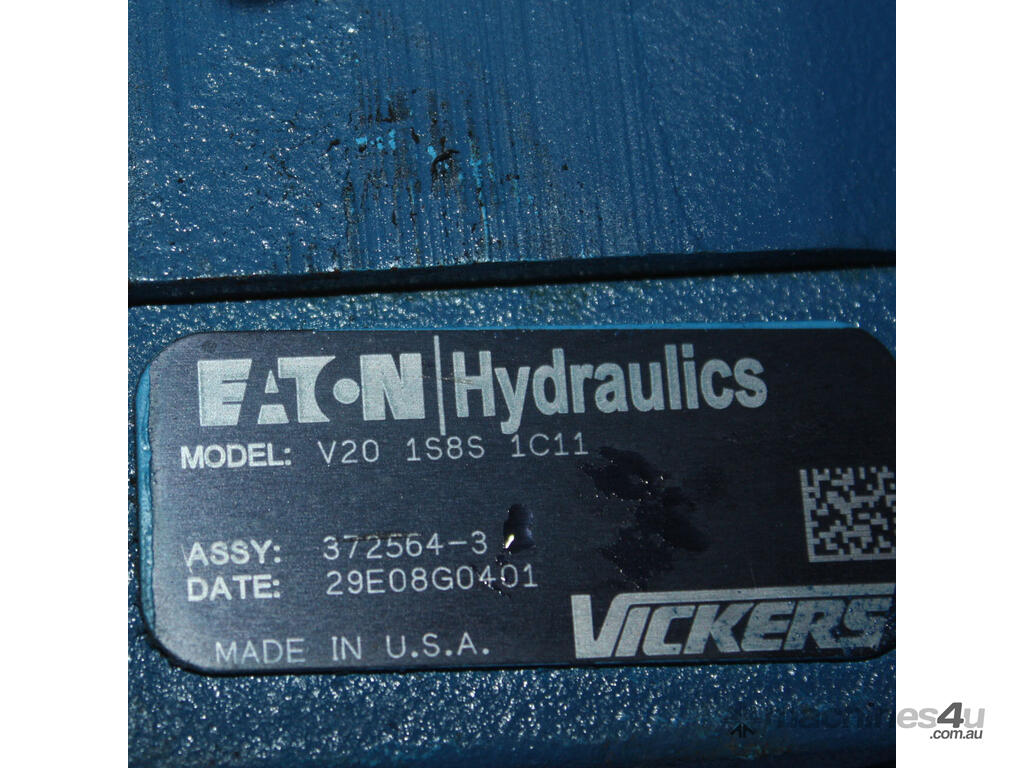 EATON Hydraulics
MODEL: V20 1S8S 1C11
ASSY: 372564-3
DATE: 29E08G0401
VICKERS
MADE IN U.S.A.
machines4u
.com.au